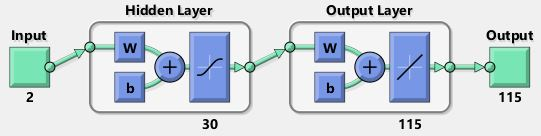 Hidden Layer
Output Layer
Input
W
b
+
W
b
+
Output
2
30
115
115